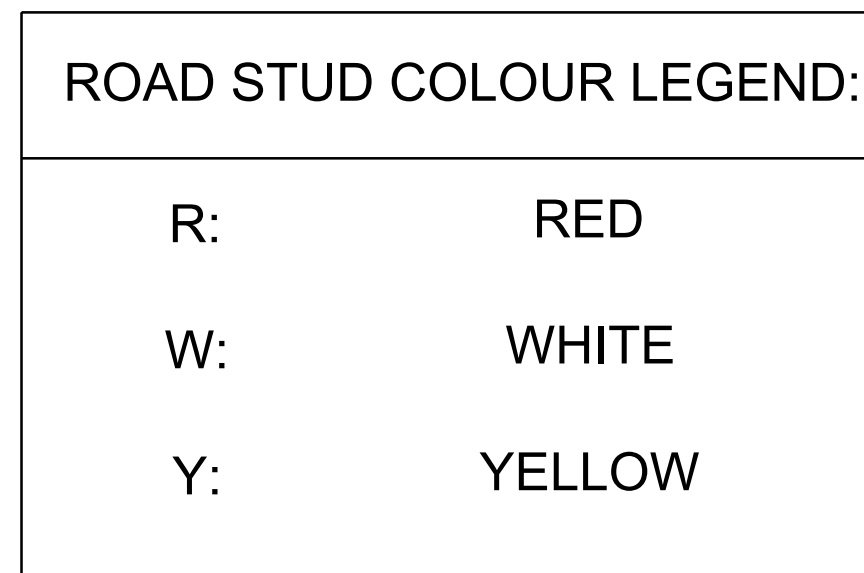 ROAD STUD COLOUR LEGEND:
R: RED
W: WHITE
Y: YELLOW